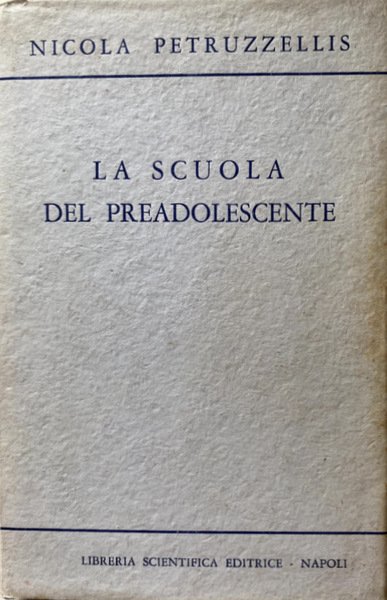 NICOLA PETRUZZELLIS
LA SCUOLA
DEL PREADOLESCENTE
LIBRERIA SCIENTIFICA EDITRICE · NAPOLI